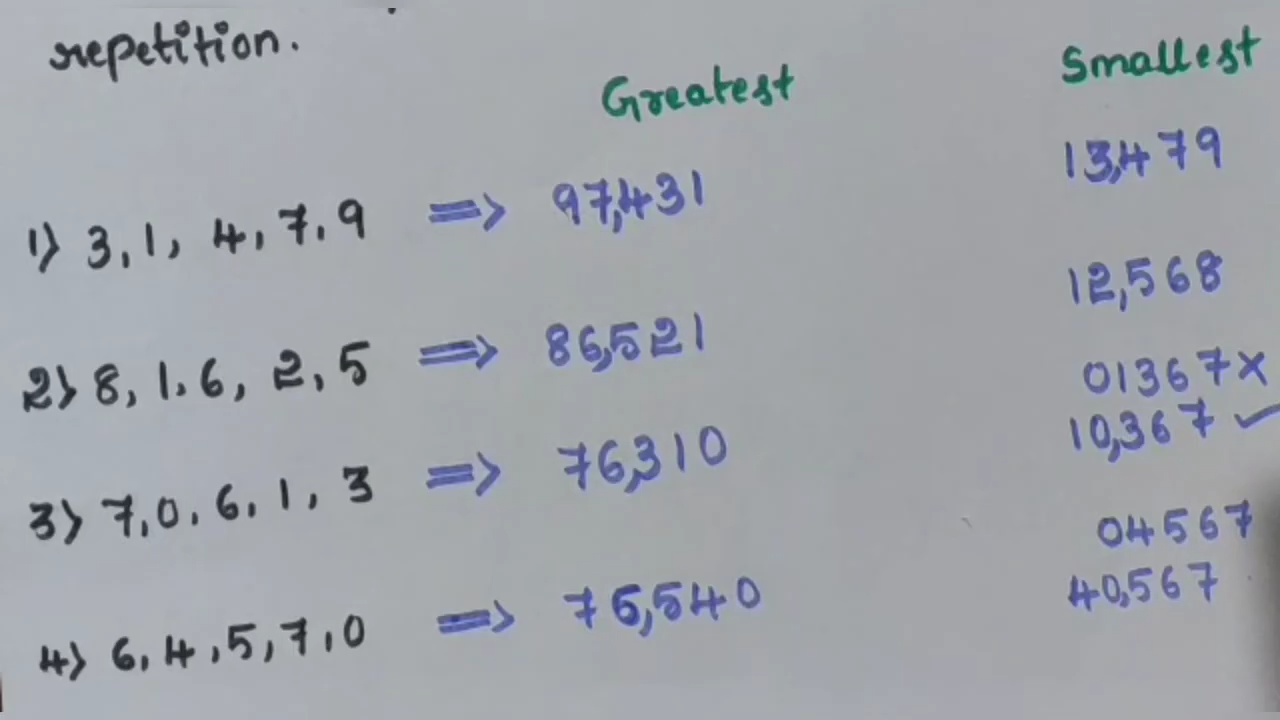 repetition.
Greatest Smallest
1) 3,1, 4,7,9 ⇒ 97,431 13,479
2) 8,1,6, 2,5 ⇒ 86,521 12,568
01367 ×
3) 7,0,6,1,3 ⇒ 76,310 10,367 ✓
04567
4) 6,4,5,7,0 ⇒ 76,540 40,567